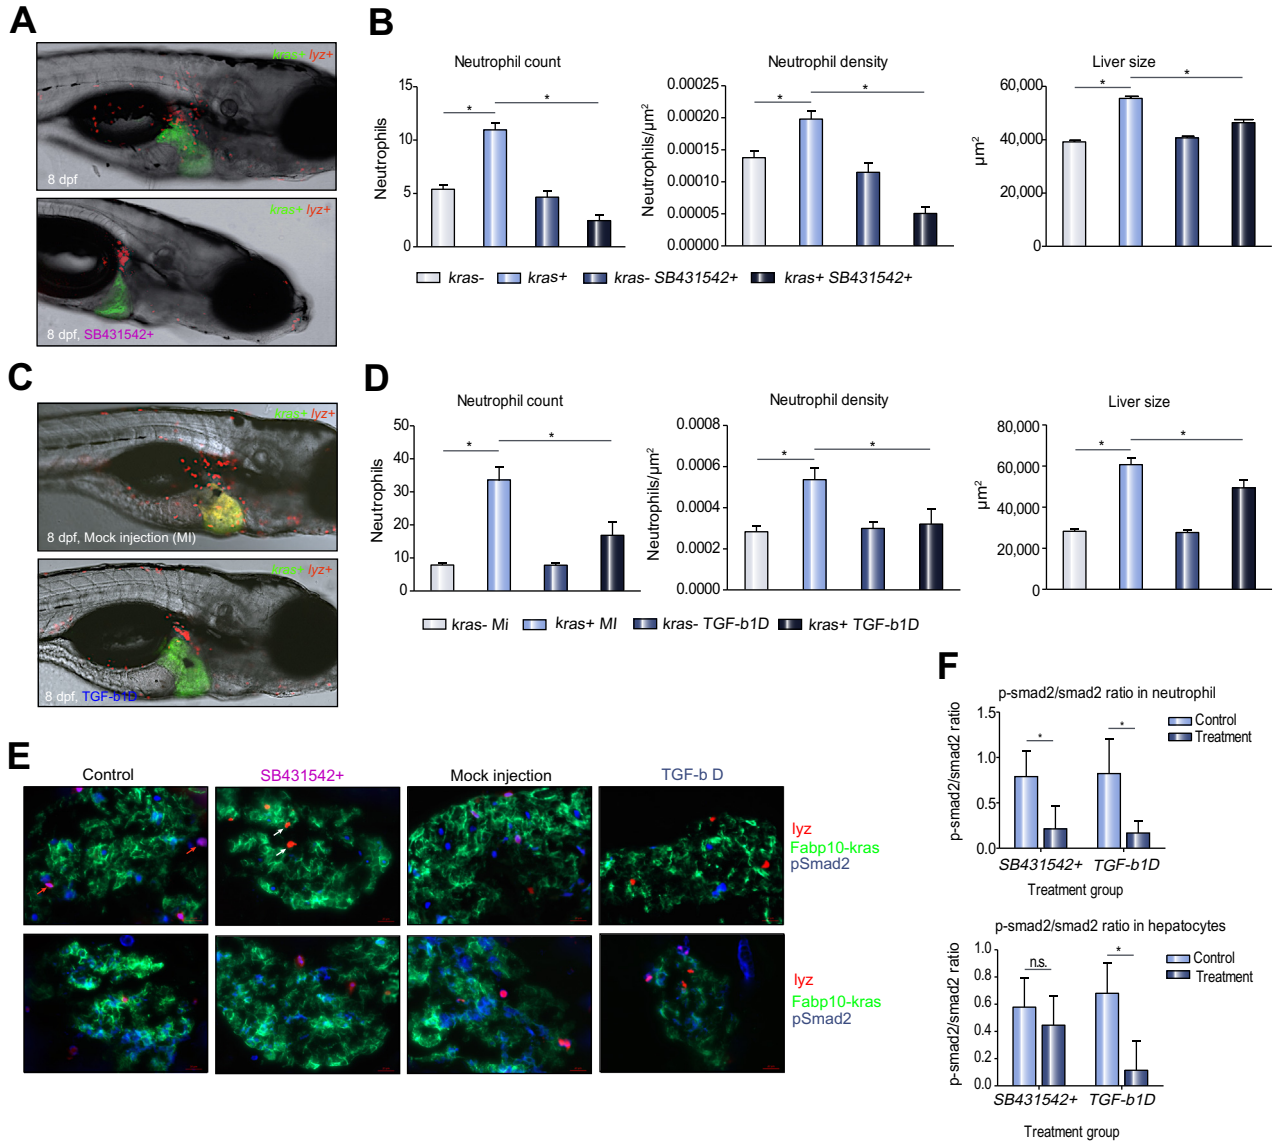 A
kras+ lyz+
8 dpf
kras+ lyz+
8 dpf, SB431542+
B
Neutrophil count
Neutrophils
15
10
5
0
*
*
Neutrophil density
Neutrophils/µm²
0.00025
0.00020
0.00015
0.00010
0.00005
0.00000
*
*
Liver size
µm²
60,000
40,000
20,000
0
*
*
kras- kras+ kras- SB431542+ kras+ SB431542+
C
kras+ lyz+
8 dpf, Mock injection (MI)
kras+ lyz+
8 dpf, TGF-b1D
D
Neutrophil count
Neutrophils
50
40
30
20
10
0
*
*
Neutrophil density
Neutrophils/µm²
0.0008
0.0006
0.0004
0.0002
0.0000
*
*
Liver size
µm²
80,000
60,000
40,000
20,000
0
*
*
kras- Mi kras+ MI kras- TGF-b1D kras+ TGF-b1D
E
Control SB431542+ Mock injection TGF-b D
lyz
Fabp10-kras
pSmad2
lyz
Fabp10-kras
pSmad2
F
p-smad2/smad2 ratio in neutrophil
p-smad2/smad2 ratio
1.5
1.0
0.5
0.0
*
*
Control
Treatment
SB431542+ TGF-b1D
Treatment group
p-smad2/smad2 ratio in hepatocytes
p-smad2/smad2 ratio
1.0
0.8
0.6
0.4
0.2
0.0
n.s.
*
Control
Treatment
SB431542+ TGF-b1D
Treatment group